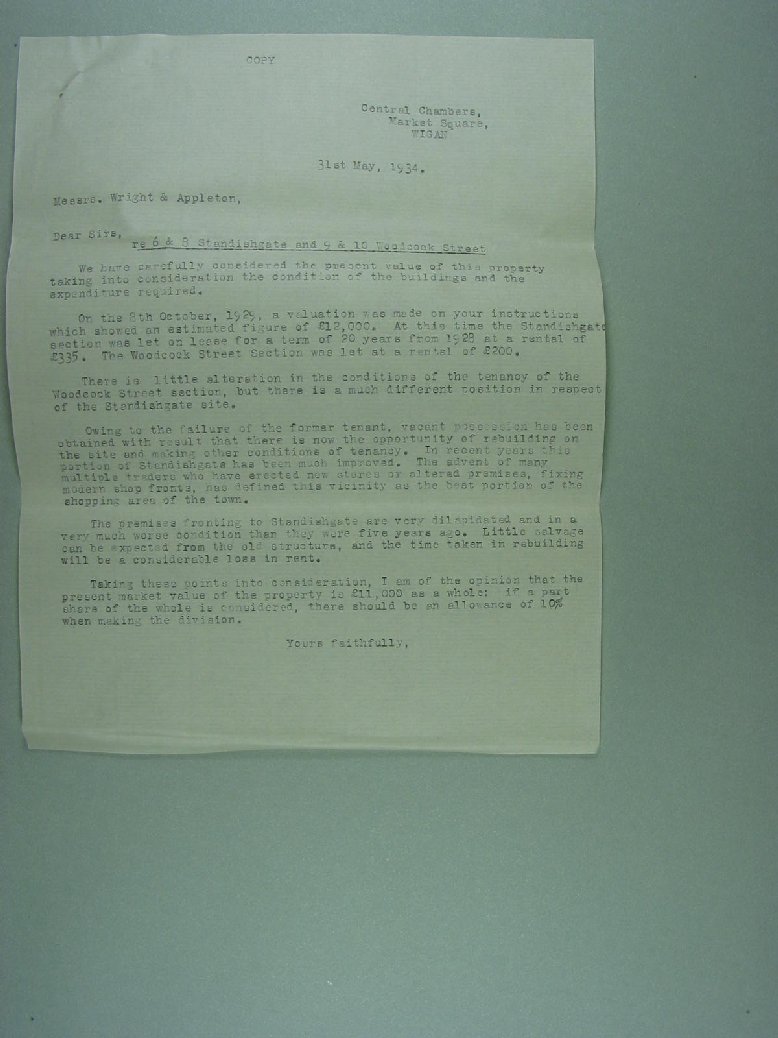 COPY
Central Chambers,
Market Square,
WIGAN
31st May, 1934.
Messrs. Wright & Appleton,
Dear Sirs,
re 6 & 8 Standishgate and 9 & 10 Woodcock Street
We have carefully considered the present value of this property
taking into consideration the condition of the buildings and the
expenditure required.
On the 8th October, 1929, a valuation was made on your instructions
which showed an estimated figure of £12,000. At this time the Standishgate
section was let on lease for a term of 20 years from 1928 at a rental of
£335. The Woodcock Street Section was let at a rental of £200.
There is little alteration in the conditions of the tenancy of the
Woodcock Street section, but there is a much different position in respect
of the Standishgate site.
Owing to the failure of the former tenant, vacant possession has been
obtained with result that there is now the opportunity of rebuilding on
the site and making other conditions of tenancy. In recent years this
portion of Standishgate has been much improved. The advent of many
multiple traders who have erected new stores or altered premises, fixing
modern shop fronts, has defined this vicinity as the best portion of the
shopping area of the town.
The premises fronting to Standishgate are very dilapidated and in a
very much worse condition than they were five years ago. Little salvage
can be expected from the old structure, and the time taken in rebuilding
will be a considerable loss in rent.
Taking these points into consideration, I am of the opinion that the
present market value of the property is £11,000 as a whole: if a part
share of the whole is considered, there should be an allowance of 10%
when making the division.
Yours faithfully,